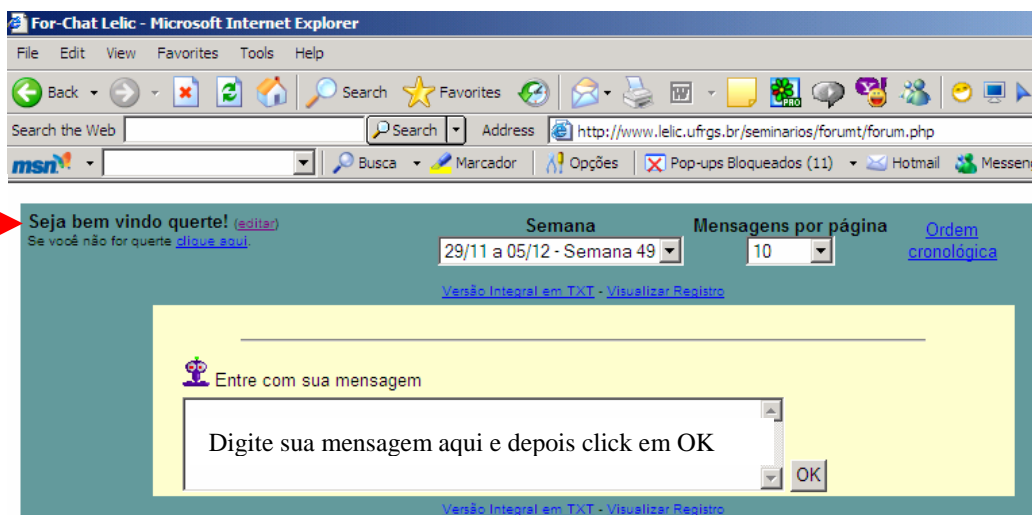 For-Chat Lelic - Microsoft Internet Explorer
File Edit View Favorites Tools Help
Back Search Favorites PRO
Search the Web Search Address http://www.lelic.ufrgs.br/seminarios/forumt/forum.php
msn Busca Marcador Opções Pop-ups Bloqueados (11) Hotmail Messen
Seja bem vindo querte! (editar) Semana Mensagens por página Ordem
Se você não for querte clique aqui. 29/11 a 05/12 - Semana 49 10 cronológica
Versão Integral em TXT - Visualizar Registro
Entre com sua mensagem
Digite sua mensagem aqui e depois click em OK
OK
Versão Integral em TXT - Visualizar Registro